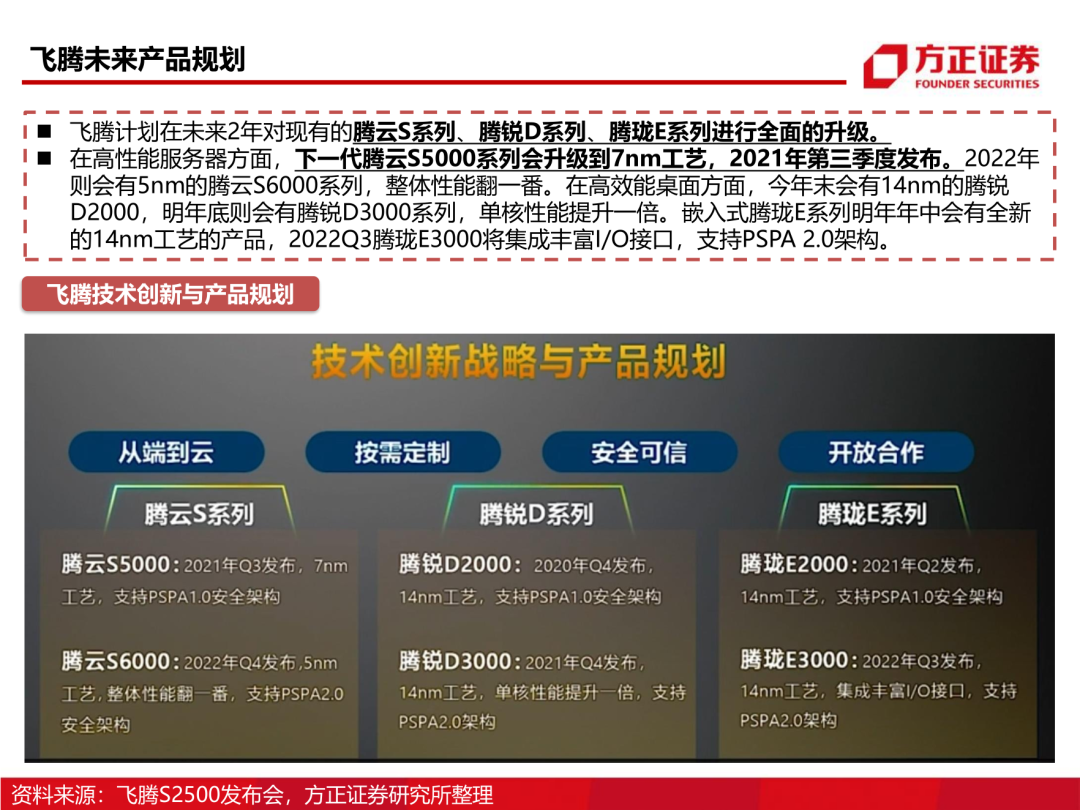 飞腾未来产品规划
方正证券
FOUNDER SECURITIES
■ 飞腾计划在未来2年对现有的腾云S系列、腾锐D系列、腾珑E系列进行全面的升级。
■ 在高性能服务器方面，下一代腾云S5000系列会升级到7nm工艺，2021年第三季度发布。2022年
则会有5nm的腾云S6000系列，整体性能翻一番。在高效能桌面方面，今年末会有14nm的腾锐
D2000，明年底则会有腾锐D3000系列，单核性能提升一倍。嵌入式腾珑E系列明年年中会有全新
的14nm工艺的产品，2022Q3腾珑E3000将集成丰富I/O接口，支持PSPA 2.0架构。
飞腾技术创新与产品规划
技术创新战略与产品规划
从端到云
按需定制
安全可信
开放合作
腾云S系列
腾云S5000：2021年Q3发布，7nm
工艺，支持PSPA1.0安全架构
腾云S6000：2022年Q4发布,5nm
工艺,整体性能翻一番，支持PSPA2.0
安全架构
腾锐D系列
腾锐D2000：2020年Q4发布，
14nm工艺，支持PSPA1.0安全架构
腾锐D3000：2021年Q4发布，
14nm工艺，单核性能提升一倍，支持
PSPA2.0架构
腾珑E系列
腾珑E2000：2021年Q2发布，
14nm工艺，支持PSPA1.0安全架构
腾珑E3000：2022年Q3发布，
14nm工艺，集成丰富I/O接口，支持
PSPA2.0架构
资料来源：飞腾S2500发布会，方正证券研究所整理